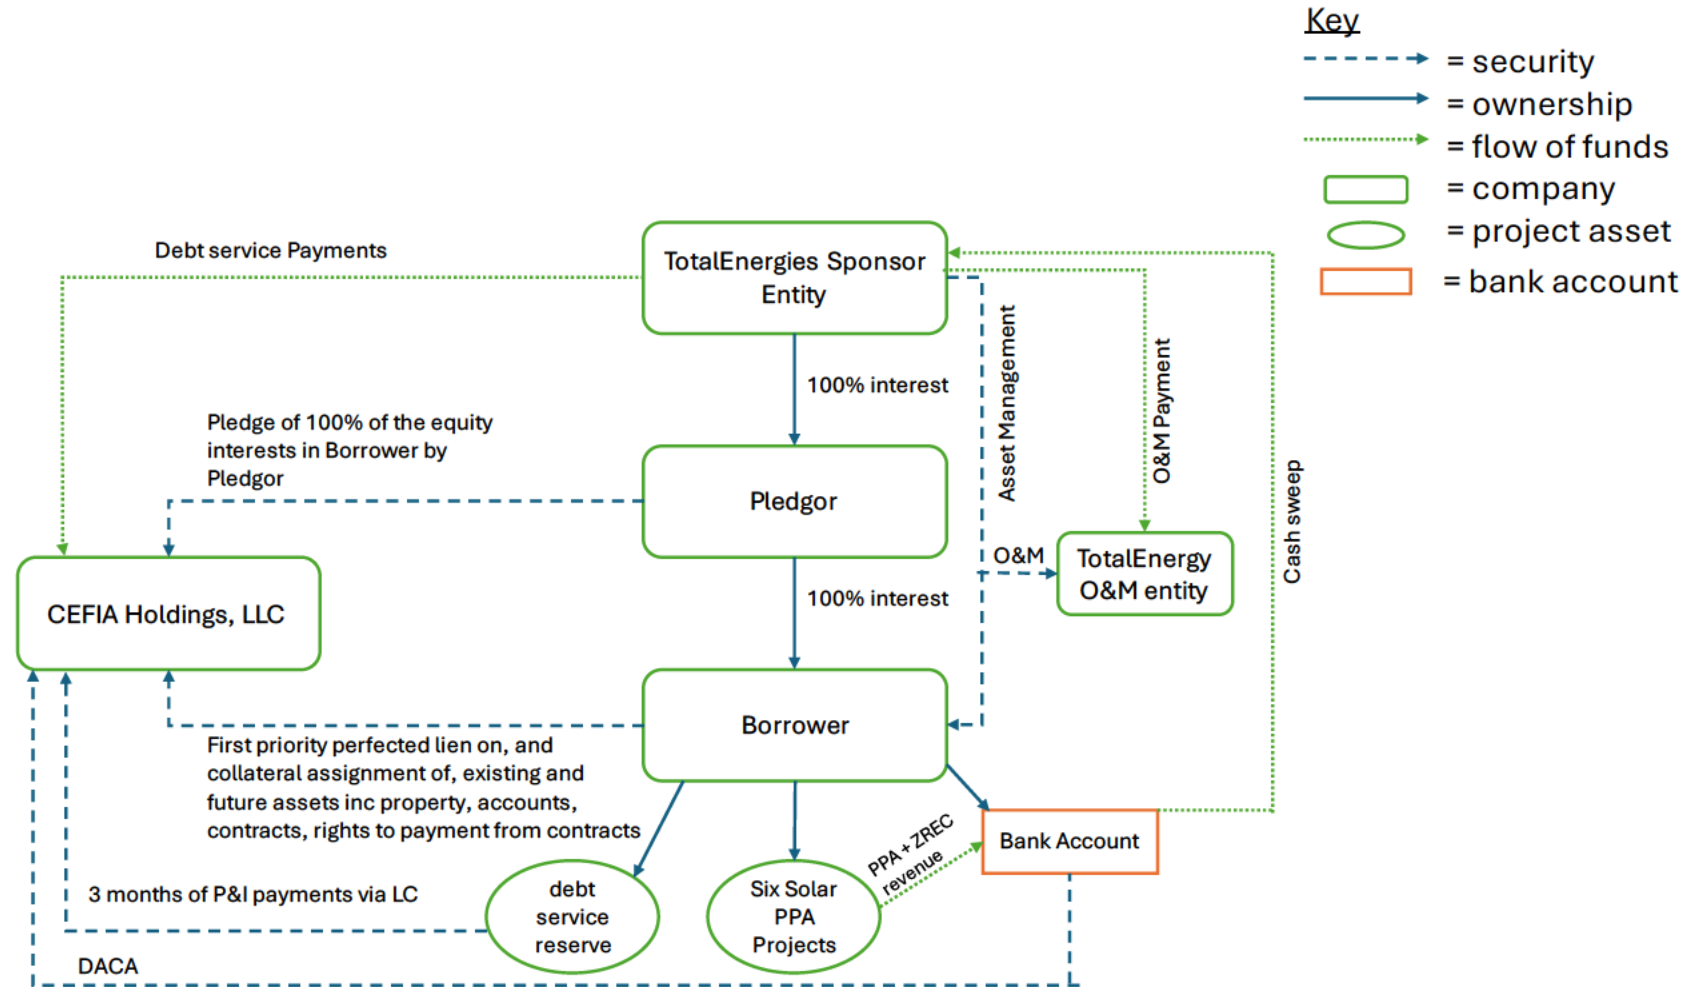 Key
= security
= ownership
= flow of funds
= company
= project asset
= bank account
Debt service Payments
TotalEnergies Sponsor
Entity
100% interest
Asset Management
O&M Payment
Cash sweep
Pledge of 100% of the equity
interests in Borrower by
Pledgor
Pledgor
O&M
TotalEnergy
O&M entity
CEFIA Holdings, LLC
100% interest
Borrower
First priority perfected lien on, and
collateral assignment of, existing and
future assets inc property, accounts,
contracts, rights to payment from contracts
PPA + ZREC
revenue
Bank Account
3 months of P&I payments via LC
debt
service
reserve
Six Solar
PPA
Projects
DACA